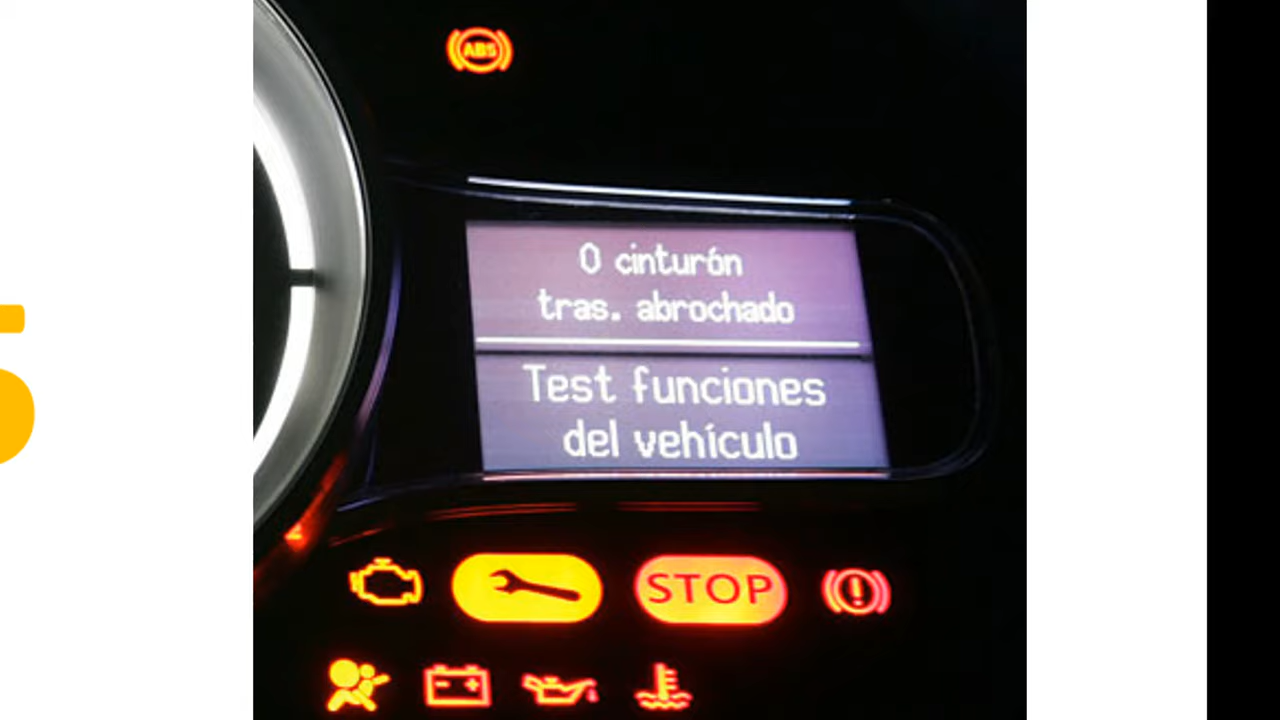 ABS
0 cinturón
tras. abrochado
Test funciones
del vehículo
STOP